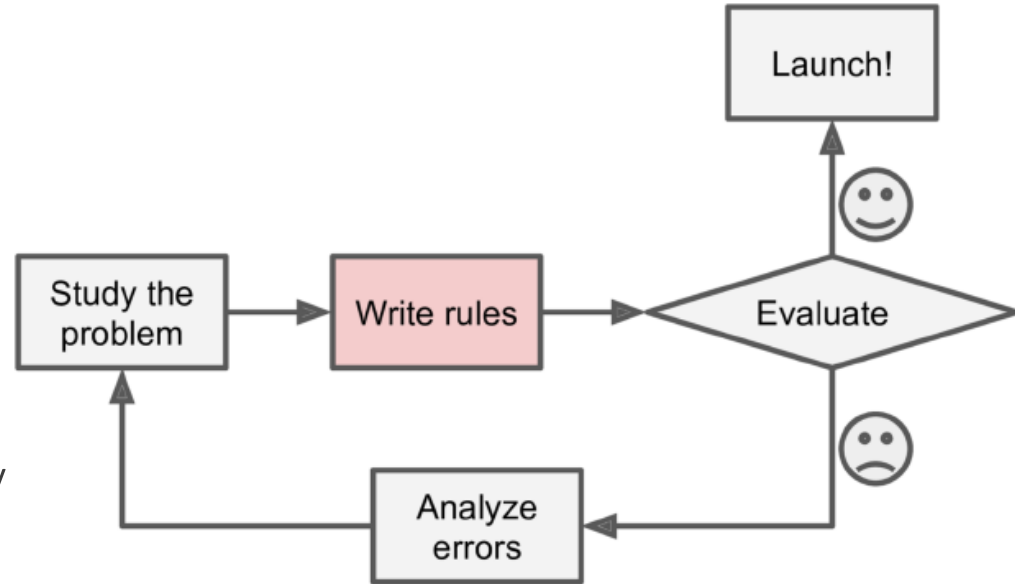 Launch!
Study the
problem
Write rules
Evaluate
Analyze
errors